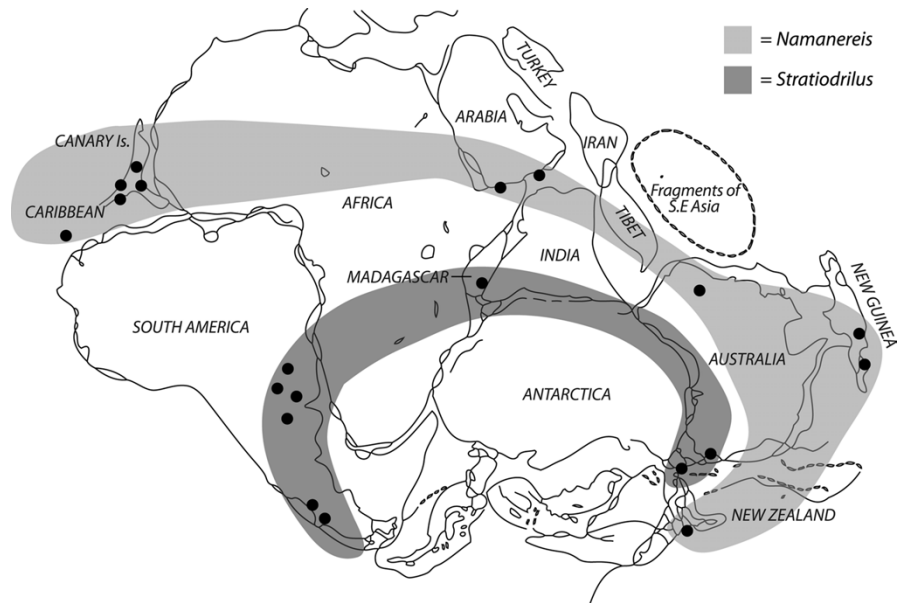 = Namanereis
= Stratiodrilus
TURKEY
ARABIA
CANARY Is.
IRAN
Fragments of
S.E Asia
CARIBBEAN
AFRICA
TIBET
INDIA
NEW GUINEA
MADAGASCAR
SOUTH AMERICA
AUSTRALIA
ANTARCTICA
NEW ZEALAND